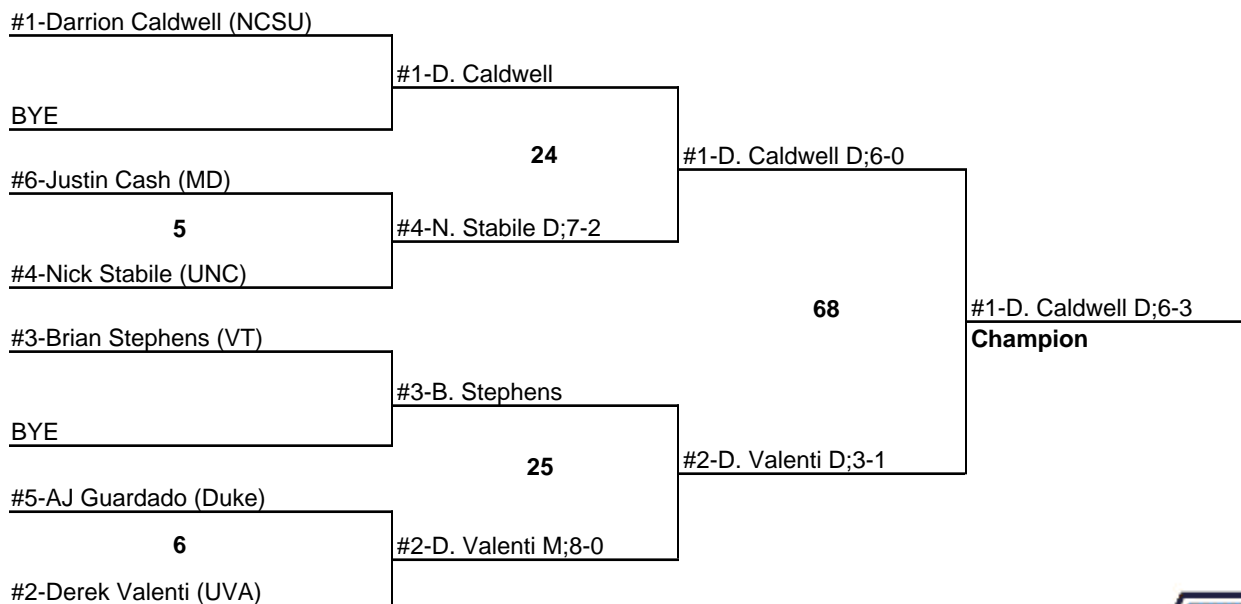 #1-Darrion Caldwell (NCSU)
#1-D. Caldwell
BYE
24
#1-D. Caldwell D;6-0
#6-Justin Cash (MD)
5
#4-N. Stabile D;7-2
#4-Nick Stabile (UNC)
68
#1-D. Caldwell D;6-3
Champion
#3-Brian Stephens (VT)
#3-B. Stephens
BYE
25
#2-D. Valenti D;3-1
#5-AJ Guardado (Duke)
6
#2-D. Valenti M;8-0
#2-Derek Valenti (UVA)